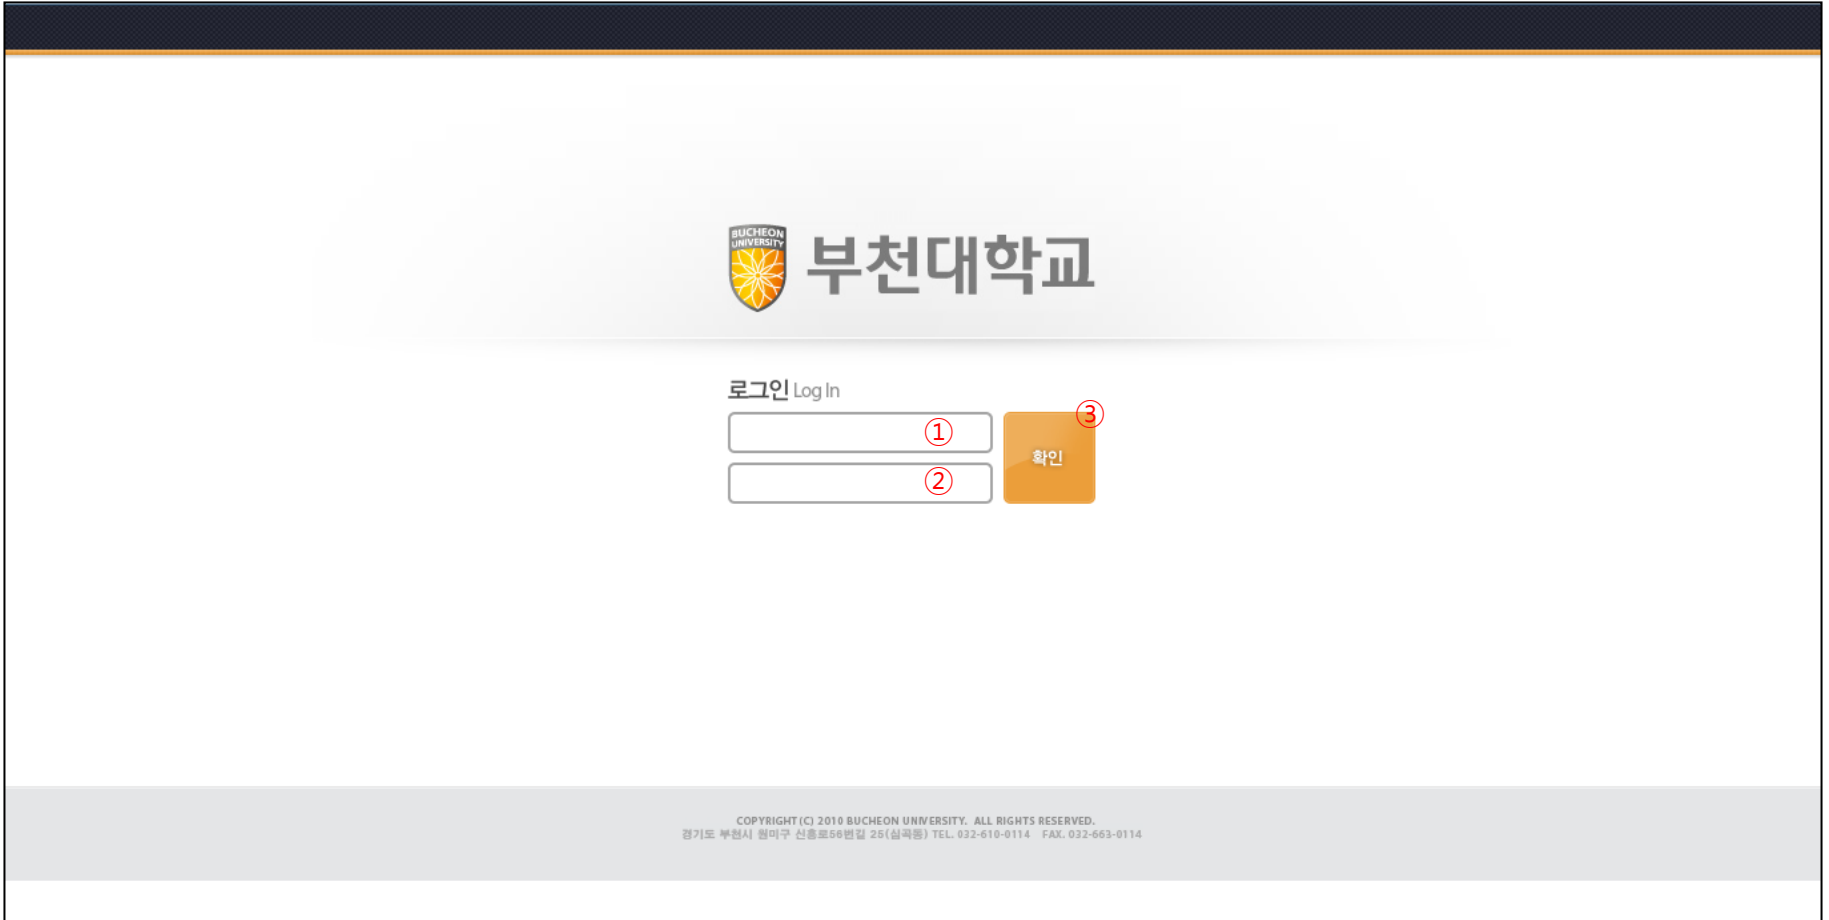 BUCHEON
UNIVERSITY
부천대학교
로그인 Log In
①
②
③
확인
COPYRIGHT (C) 2010 BUCHEON UNIVERSITY. ALL RIGHTS RESERVED.
경기도 부천시 원미구 신흥로56번길 25(심곡동) TEL. 032-610-0114 FAX. 032-663-0114